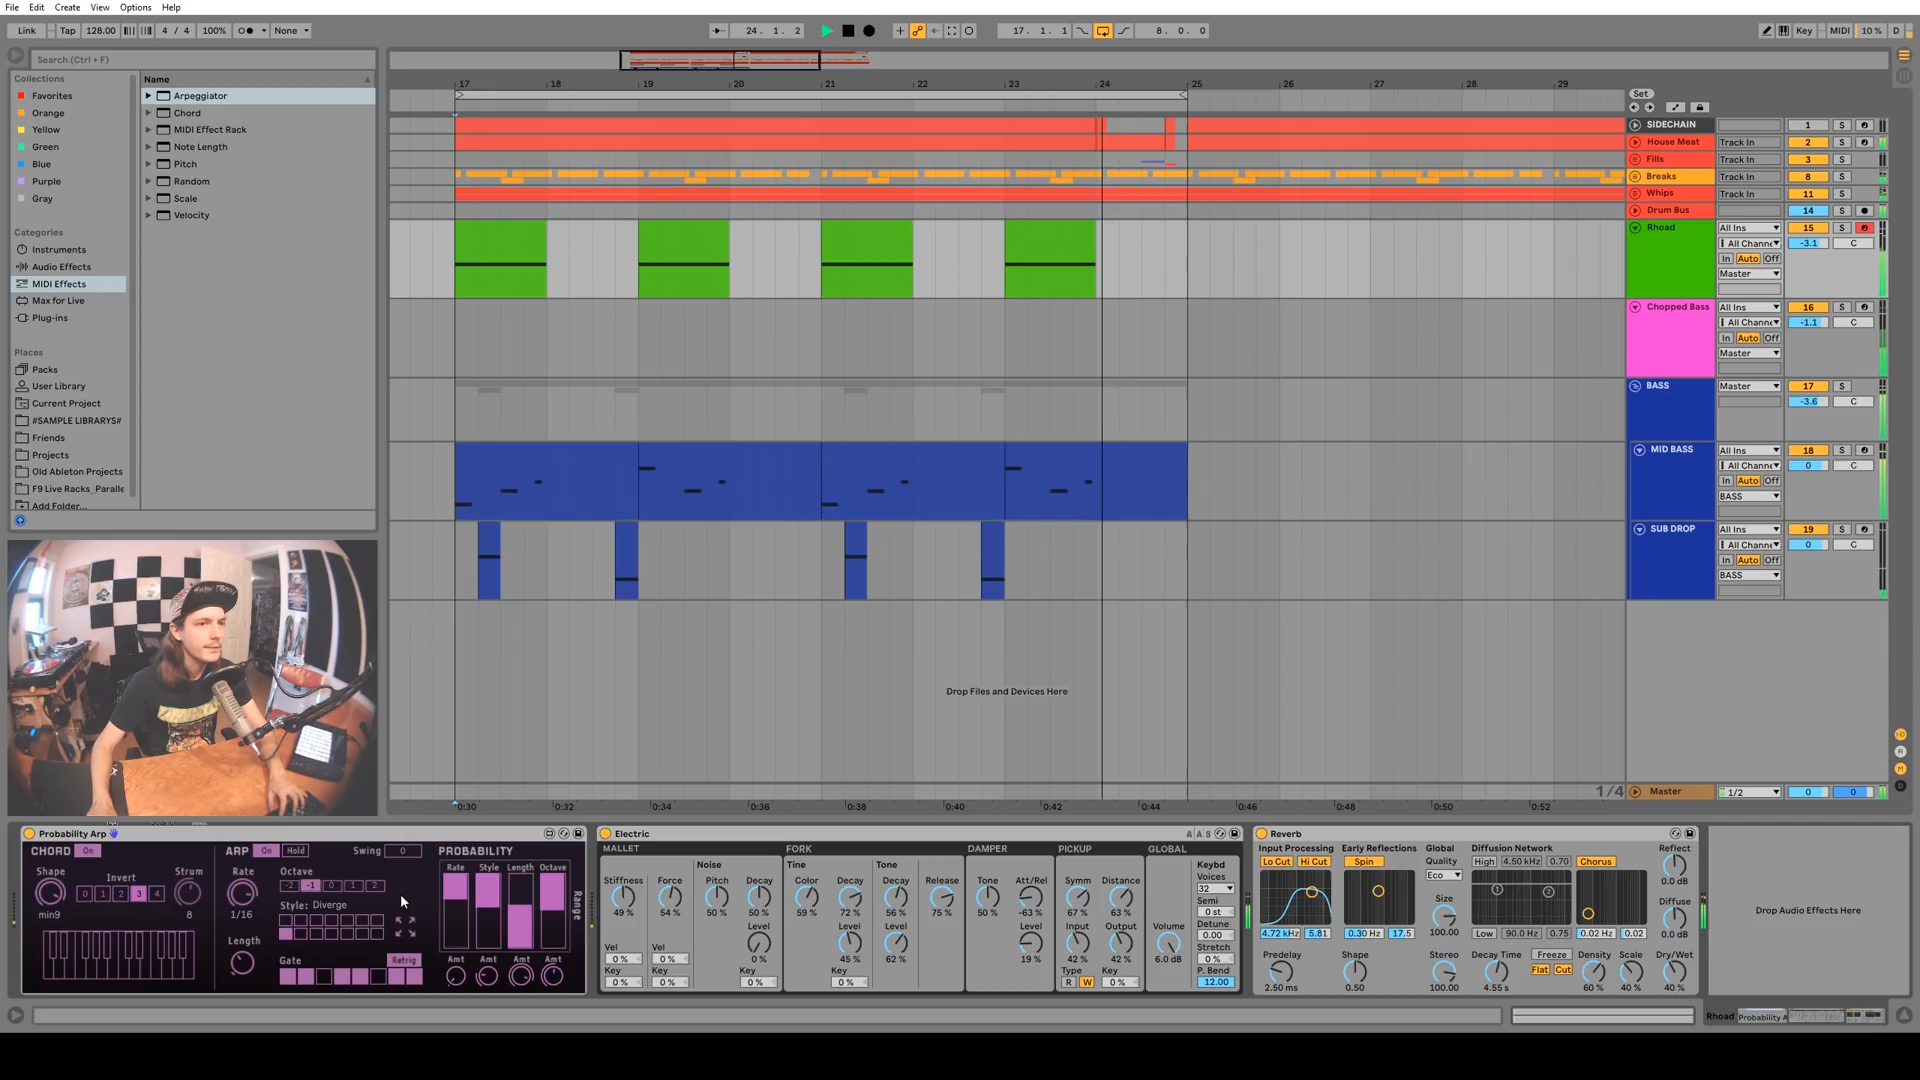 File Edit Create View Options Help
Link Tap 128.00 4 / 4 100% None 24. 1. 2 17. 1. 1 8. 0. 0 Key MIDI 10 % D
Search (Ctrl + F)
Collections
Favorites
Orange
Yellow
Green
Blue
Purple
Gray
Categories
Instruments
Audio Effects
MIDI Effects
Max for Live
Plug-ins
Places
Packs
User Library
Current Project
#SAMPLE LIBRARYS#
Friends
Projects
Old Ableton Projects
F9 Live Racks_Paralle
Add Folder...
Name
Arpeggiator
Chord
MIDI Effect Rack
Note Length
Pitch
Random
Scale
Velocity
17 18 19 20 21 22 23 24 25 26 27 28 29
Set
SIDECHAIN 1 S
House Meat Track In 2 S
Fills Track In 3 S
Breaks Track In 8 S
Whips Track In 11 S
Drum Bus 14 S
Rhoad All Ins 15 S
All Channe -3.1 C
In Auto Off
Master
Chopped Bass All Ins 16 S
All Channe -1.1 C
In Auto Off
Master
BASS Master 17 S
-3.6 C
MID BASS All Ins 18 S
All Channe 0 C
In Auto Off
BASS
SUB DROP All Ins 19 S
All Channe 0 C
In Auto Off
BASS
Drop Files and Devices Here
1/4 Master 1/2 0 0
0:30 0:32 0:34 0:36 0:38 0:40 0:42 0:44 0:46 0:48 0:50 0:52
Probability Arp
CHORD On
Shape Invert Strum
0 1 2 3 4
min9 8
ARP On Hold Swing 0
Rate Octave
-2 -1 0 1 2
1/16 Style: Diverge
Length
Gate Retrig
PROBABILITY
Rate Style Length Octave
Range
Amt Amt Amt Amt
Electric
MALLET FORK DAMPER PICKUP GLOBAL
Stiffness 49 %
Force 54 %
Vel 0 % Vel 0 %
Key 0 % Key 0 %
Noise
Pitch 50 %
Decay 50 %
Level 0 %
Key 0 %
Tine
Color 59 %
Decay 72 %
Level 45 %
Key 0 %
Tone
Decay 56 %
Level 62 %
Release 75 %
Tone 50 %
Att/Rel -63 %
Level 19 %
Symm 67 %
Distance 63 %
Input 42 %
Output 42 %
Type R W
Key 0 %
Volume 6.0 dB
Keybd
Voices 32
Semi 0 st
Detune 0.00
Stretch 0 %
P. Bend 12.00
Reverb
Input Processing Early Reflections Global Diffusion Network Reflect
Lo Cut Hi Cut Spin Quality High 4.50 kHz 0.70 Chorus 0.0 dB
Eco
Size: 100.00
Diffuse 0.0 dB
4.72 kHz 5.81 0.30 Hz 17.5 Low 90.0 Hz 0.75 0.02 Hz 0.02
Predelay 2.50 ms
Shape 0.50
Stereo 100.00
Decay Time 4.55 s
Freeze
Flat Cut
Density 60 %
Scale 40 %
Dry/Wet 40 %
Drop Audio Effects Here
Rhoad Probability A